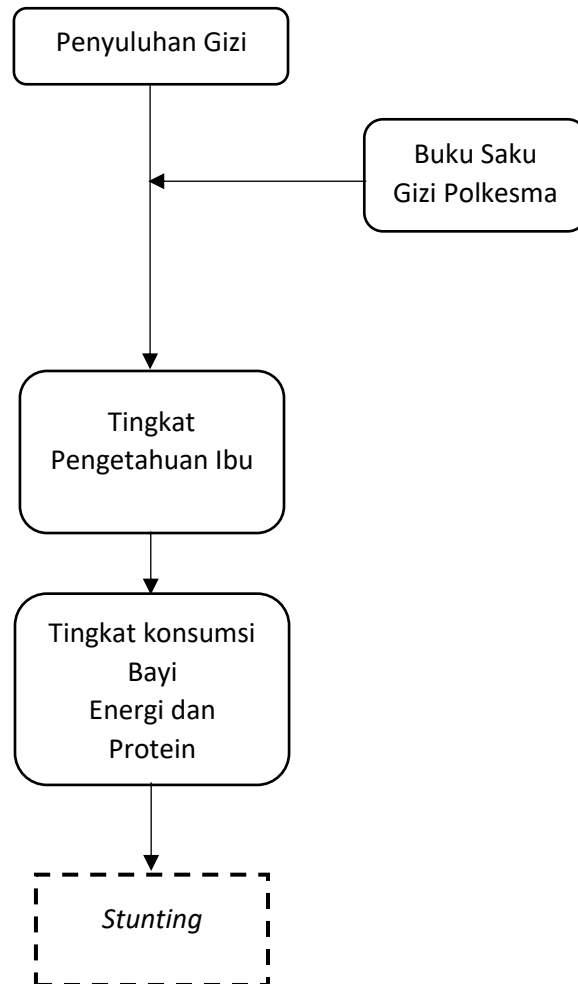 Penyuluhan Gizi
Buku Saku
Gizi Polkesma
Tingkat
Pengetahuan Ibu
Tingkat konsumsi
Bayi
Energi dan
Protein
Stunting